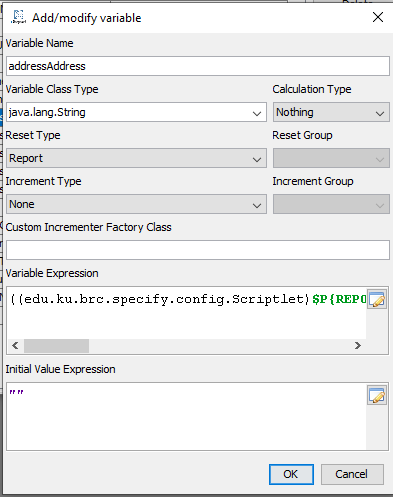 Add/modify variable
Variable Name
addressAddress
Variable Class Type Calculation Type
java.lang.String Nothing
Reset Type Reset Group
Report
Increment Type Increment Group
None
Custom Incrementer Factory Class
Variable Expression
((edu.ku.brc.specify.config.Scriptlet)$P{REPO
Initial Value Expression
""
OK Cancel